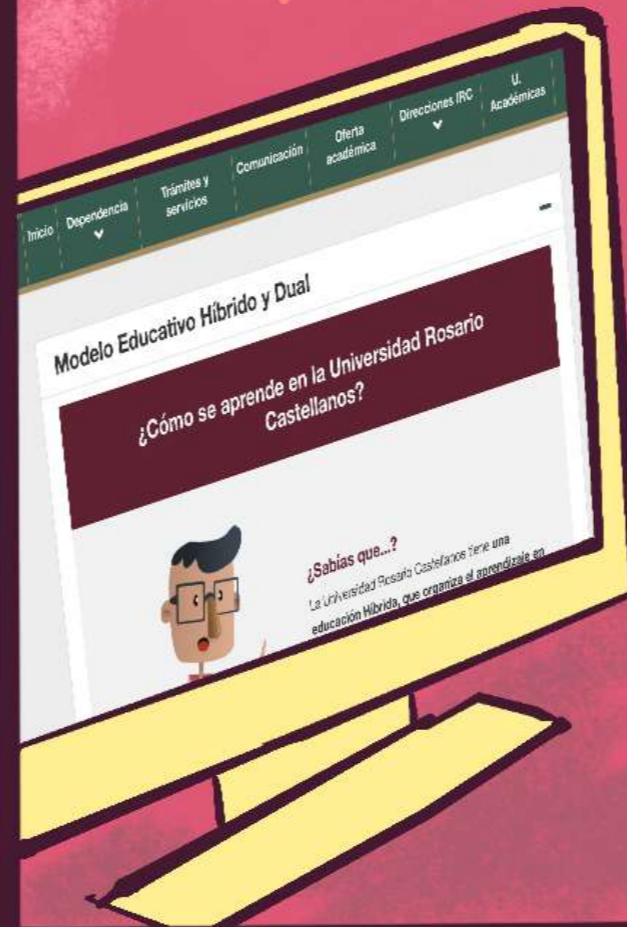 Inicio
Dependencia
Trámites y
servicios
Comunicación
Oferta
académica
Direcciones IRC
U.
Académicas
Modelo Educativo Híbrido y Dual
¿Cómo se aprende en la Universidad Rosario
Castellanos?
¿Sabías que...?
La Universidad Rosario Castellanos tiene una
educación Híbrida, que organiza el aprendizaje en